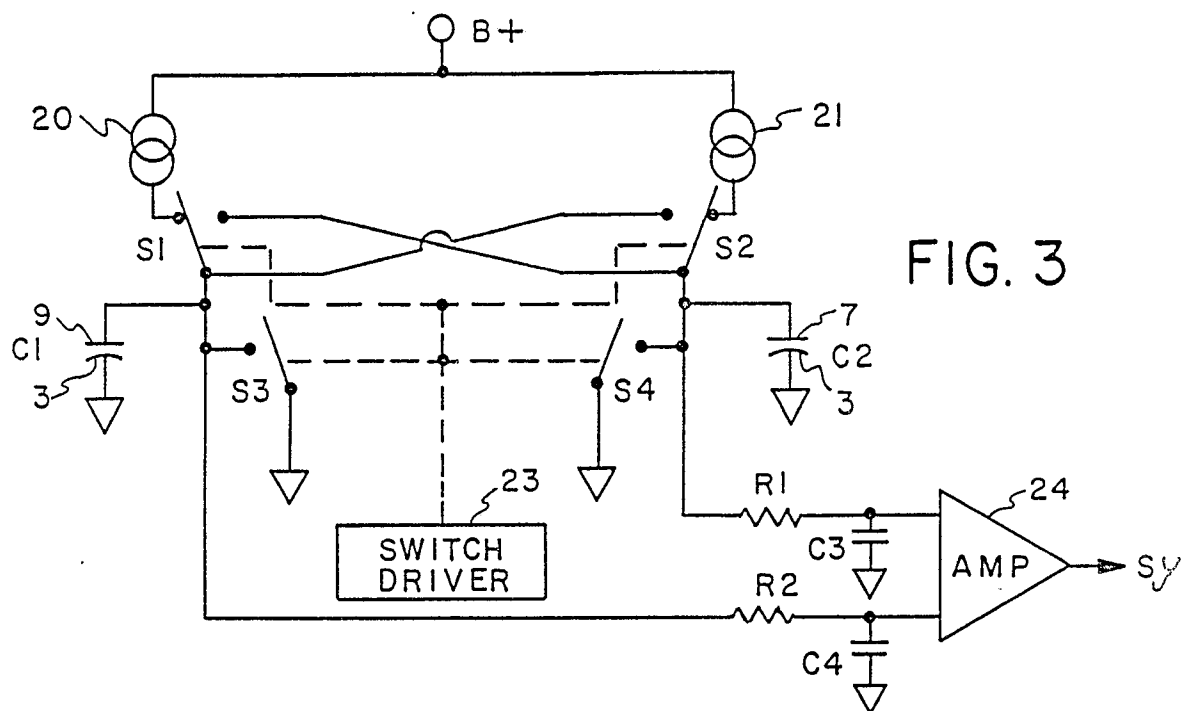 B+
20
21
S1
S2
FIG. 3
9
C1
3
7
C2
3
S3
S4
23
SWITCH
DRIVER
R1
24
C3
AMP
Sy
R2
C4